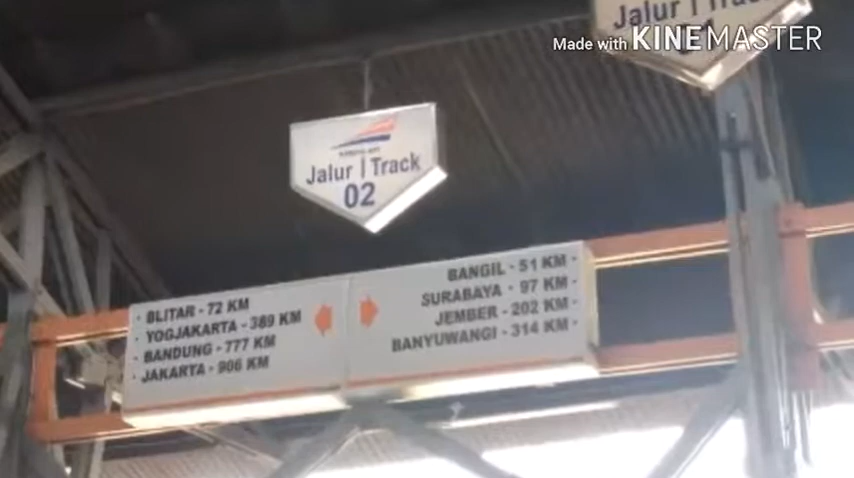 Jalur | Track
Made with KINEMASTER
Jalur | Track
02
· BLITAR - 72 KM
· YOGJAKARTA - 389 KM
· BANDUNG - 777 KM
· JAKARTA - 906 KM
BANGIL - 51 KM ·
SURABAYA - 97 KM ·
JEMBER - 202 KM ·
BANYUWANGI - 314 KM ·